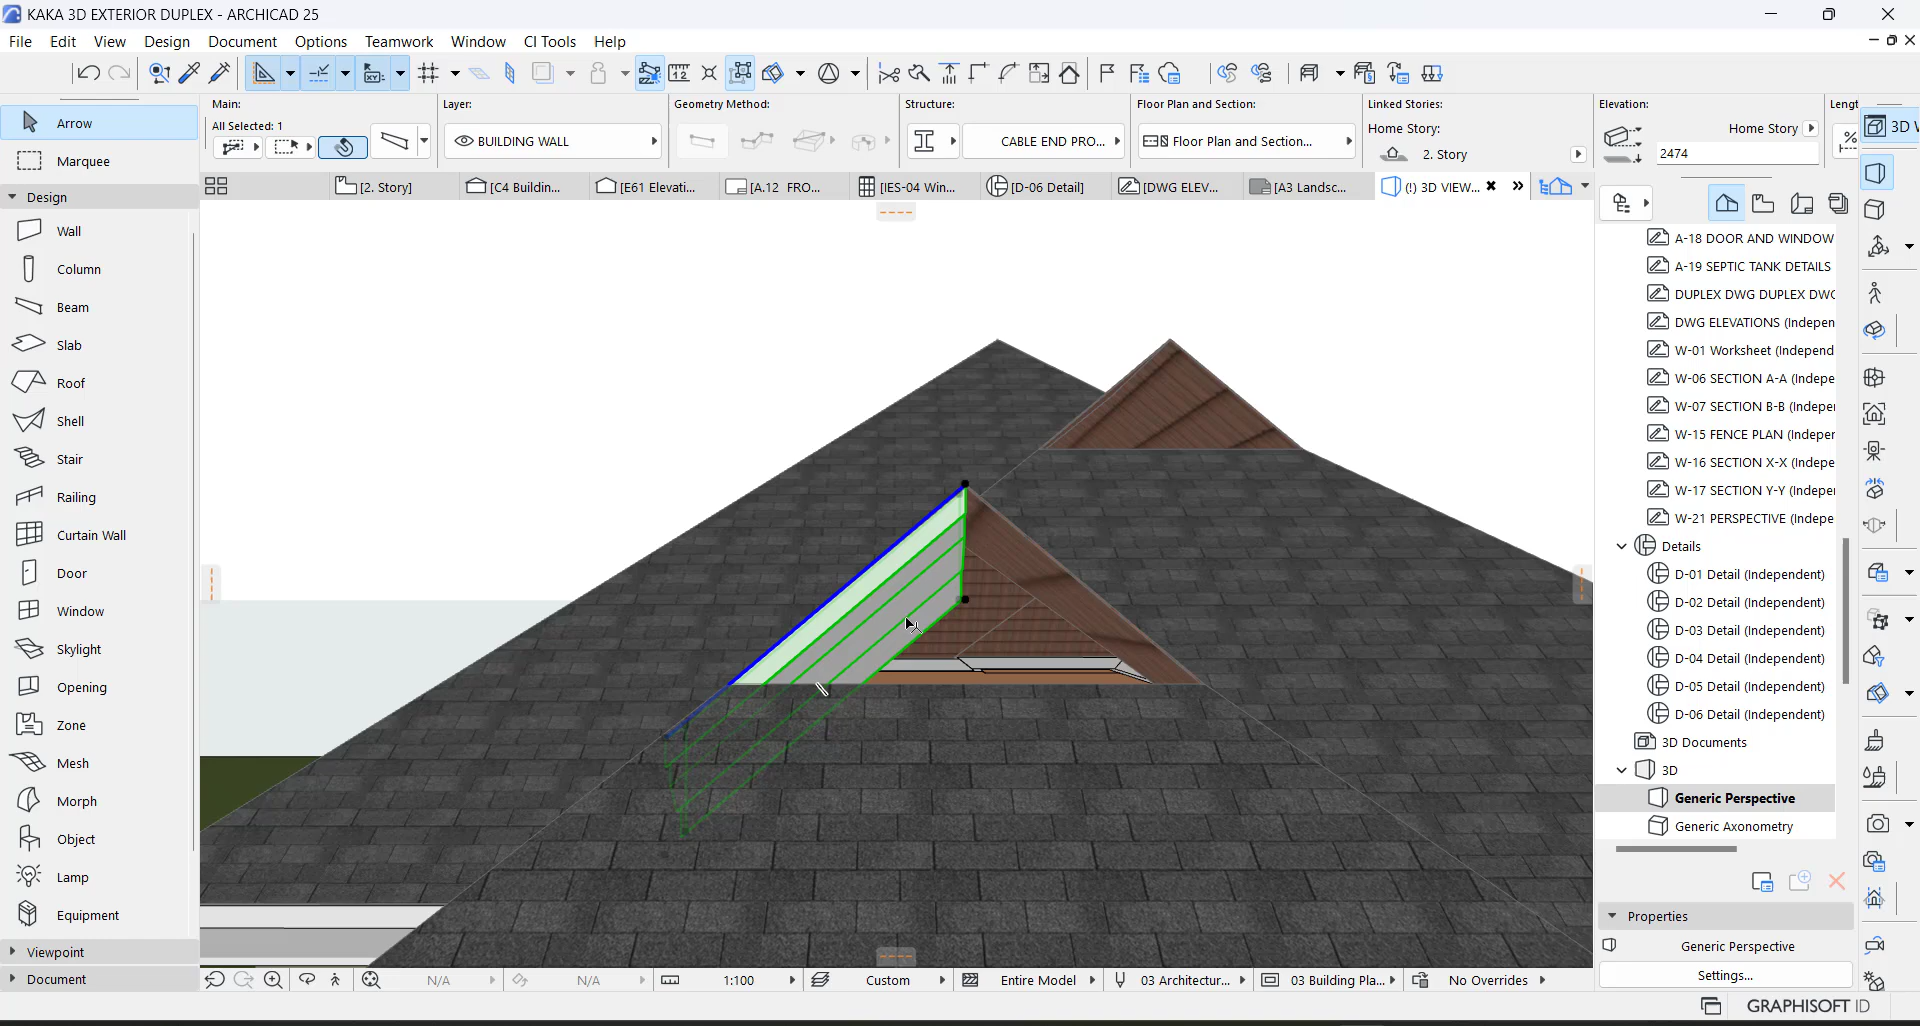 KAKA 3D EXTERIOR DUPLEX - ARCHICAD 25
File Edit View Design Document Options Teamwork Window CI Tools Help
Main: Layer: Geometry Method: Structure: Floor Plan and Section: Linked Stories: Elevation: Lengt
All Selected: 1 Home Story: Home Story 3D V
BUILDING WALL CABLE END PRO... Floor Plan and Section... 2. Story 2474
[2. Story] [C4 Buildin... [E61 Elevati... [A.12 FRO... [IES-04 Win... [D-06 Detail] [DWG ELEV... [A3 Landsc... (!) 3D VIEW...
Arrow
Marquee
Design
Wall
Column
Beam
Slab
Roof
Shell
Stair
Railing
Curtain Wall
Door
Window
Skylight
Opening
Zone
Mesh
Morph
Object
Lamp
Equipment
Viewpoint
Document
A-18 DOOR AND WINDOW
A-19 SEPTIC TANK DETAILS
DUPLEX DWG DUPLEX DWG
DWG ELEVATIONS (Indepen
W-01 Worksheet (Independ
W-06 SECTION A-A (Indepe
W-07 SECTION B-B (Indeper
W-15 FENCE PLAN (Indeper
W-16 SECTION X-X (Indepe
W-17 SECTION Y-Y (Indeper
W-21 PERSPECTIVE (Indepe
Details
D-01 Detail (Independent)
D-02 Detail (Independent)
D-03 Detail (Independent)
D-04 Detail (Independent)
D-05 Detail (Independent)
D-06 Detail (Independent)
3D Documents
3D
Generic Perspective
Generic Axonometry
Properties
Generic Perspective
Settings...
N/A N/A 1:100 Custom Entire Model 03 Architectur... 03 Building Pla... No Overrides
GRAPHISOFT ID